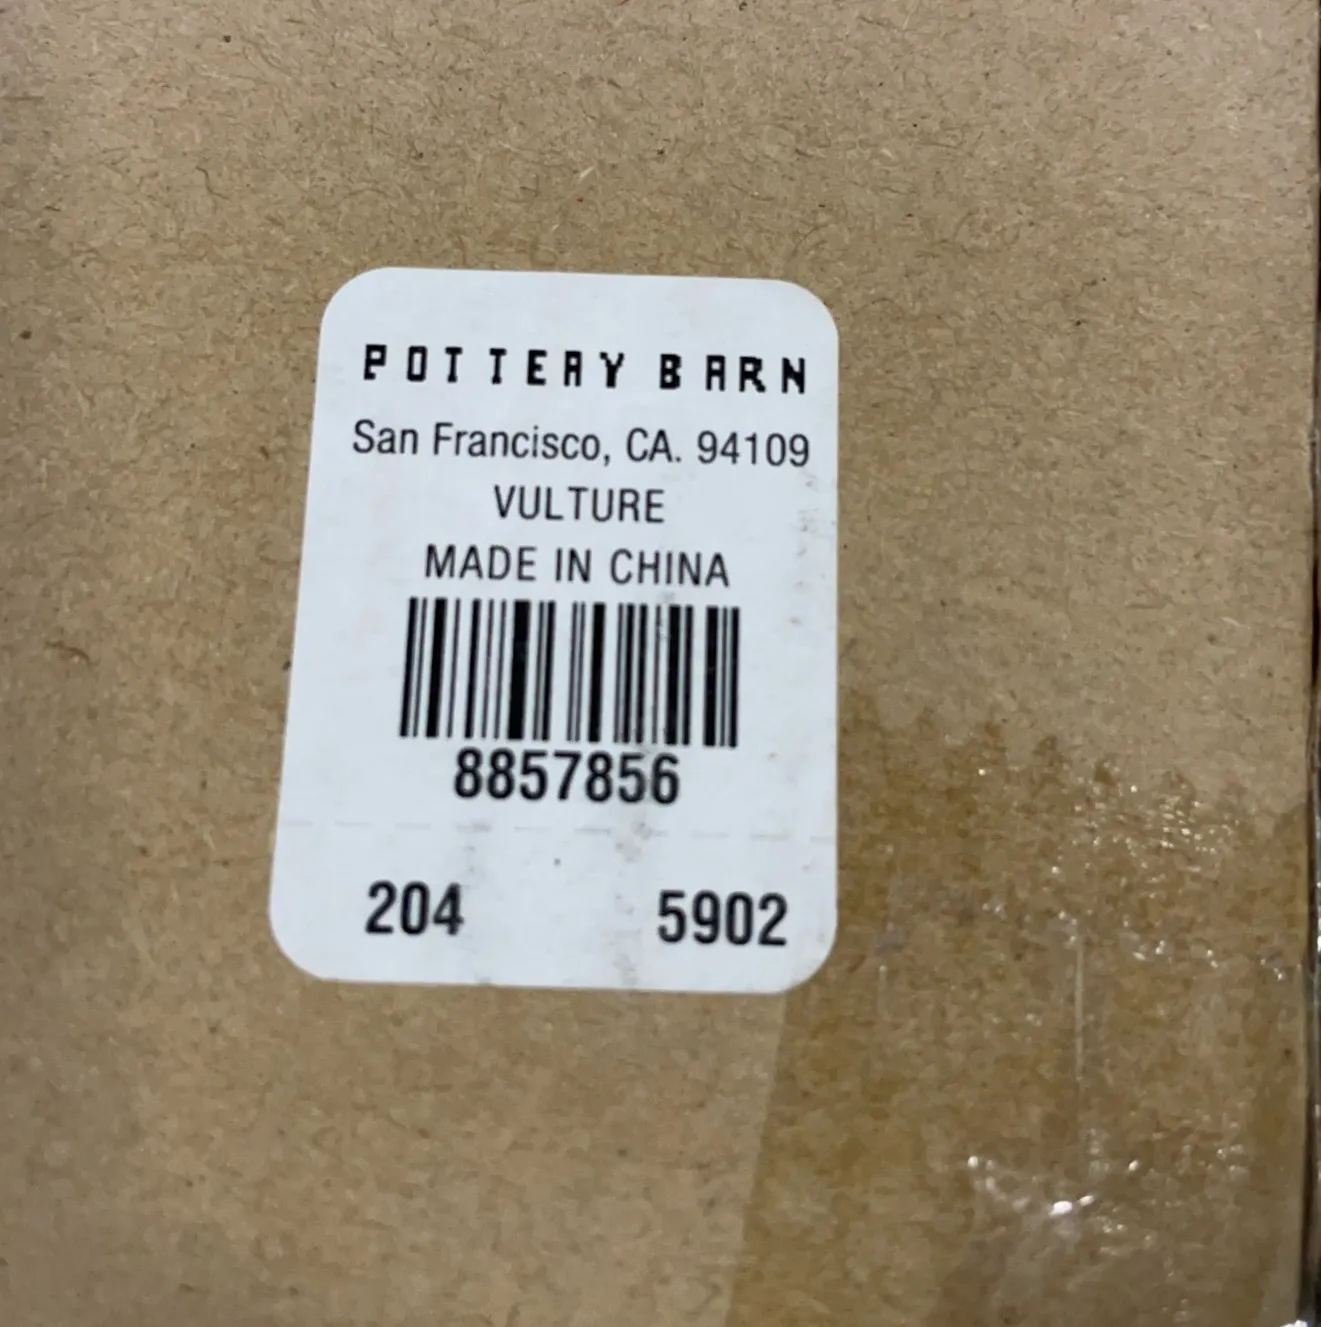 POTTERY BARN
San Francisco, CA. 94109
VULTURE
MADE IN CHINA
8857856
204 5902